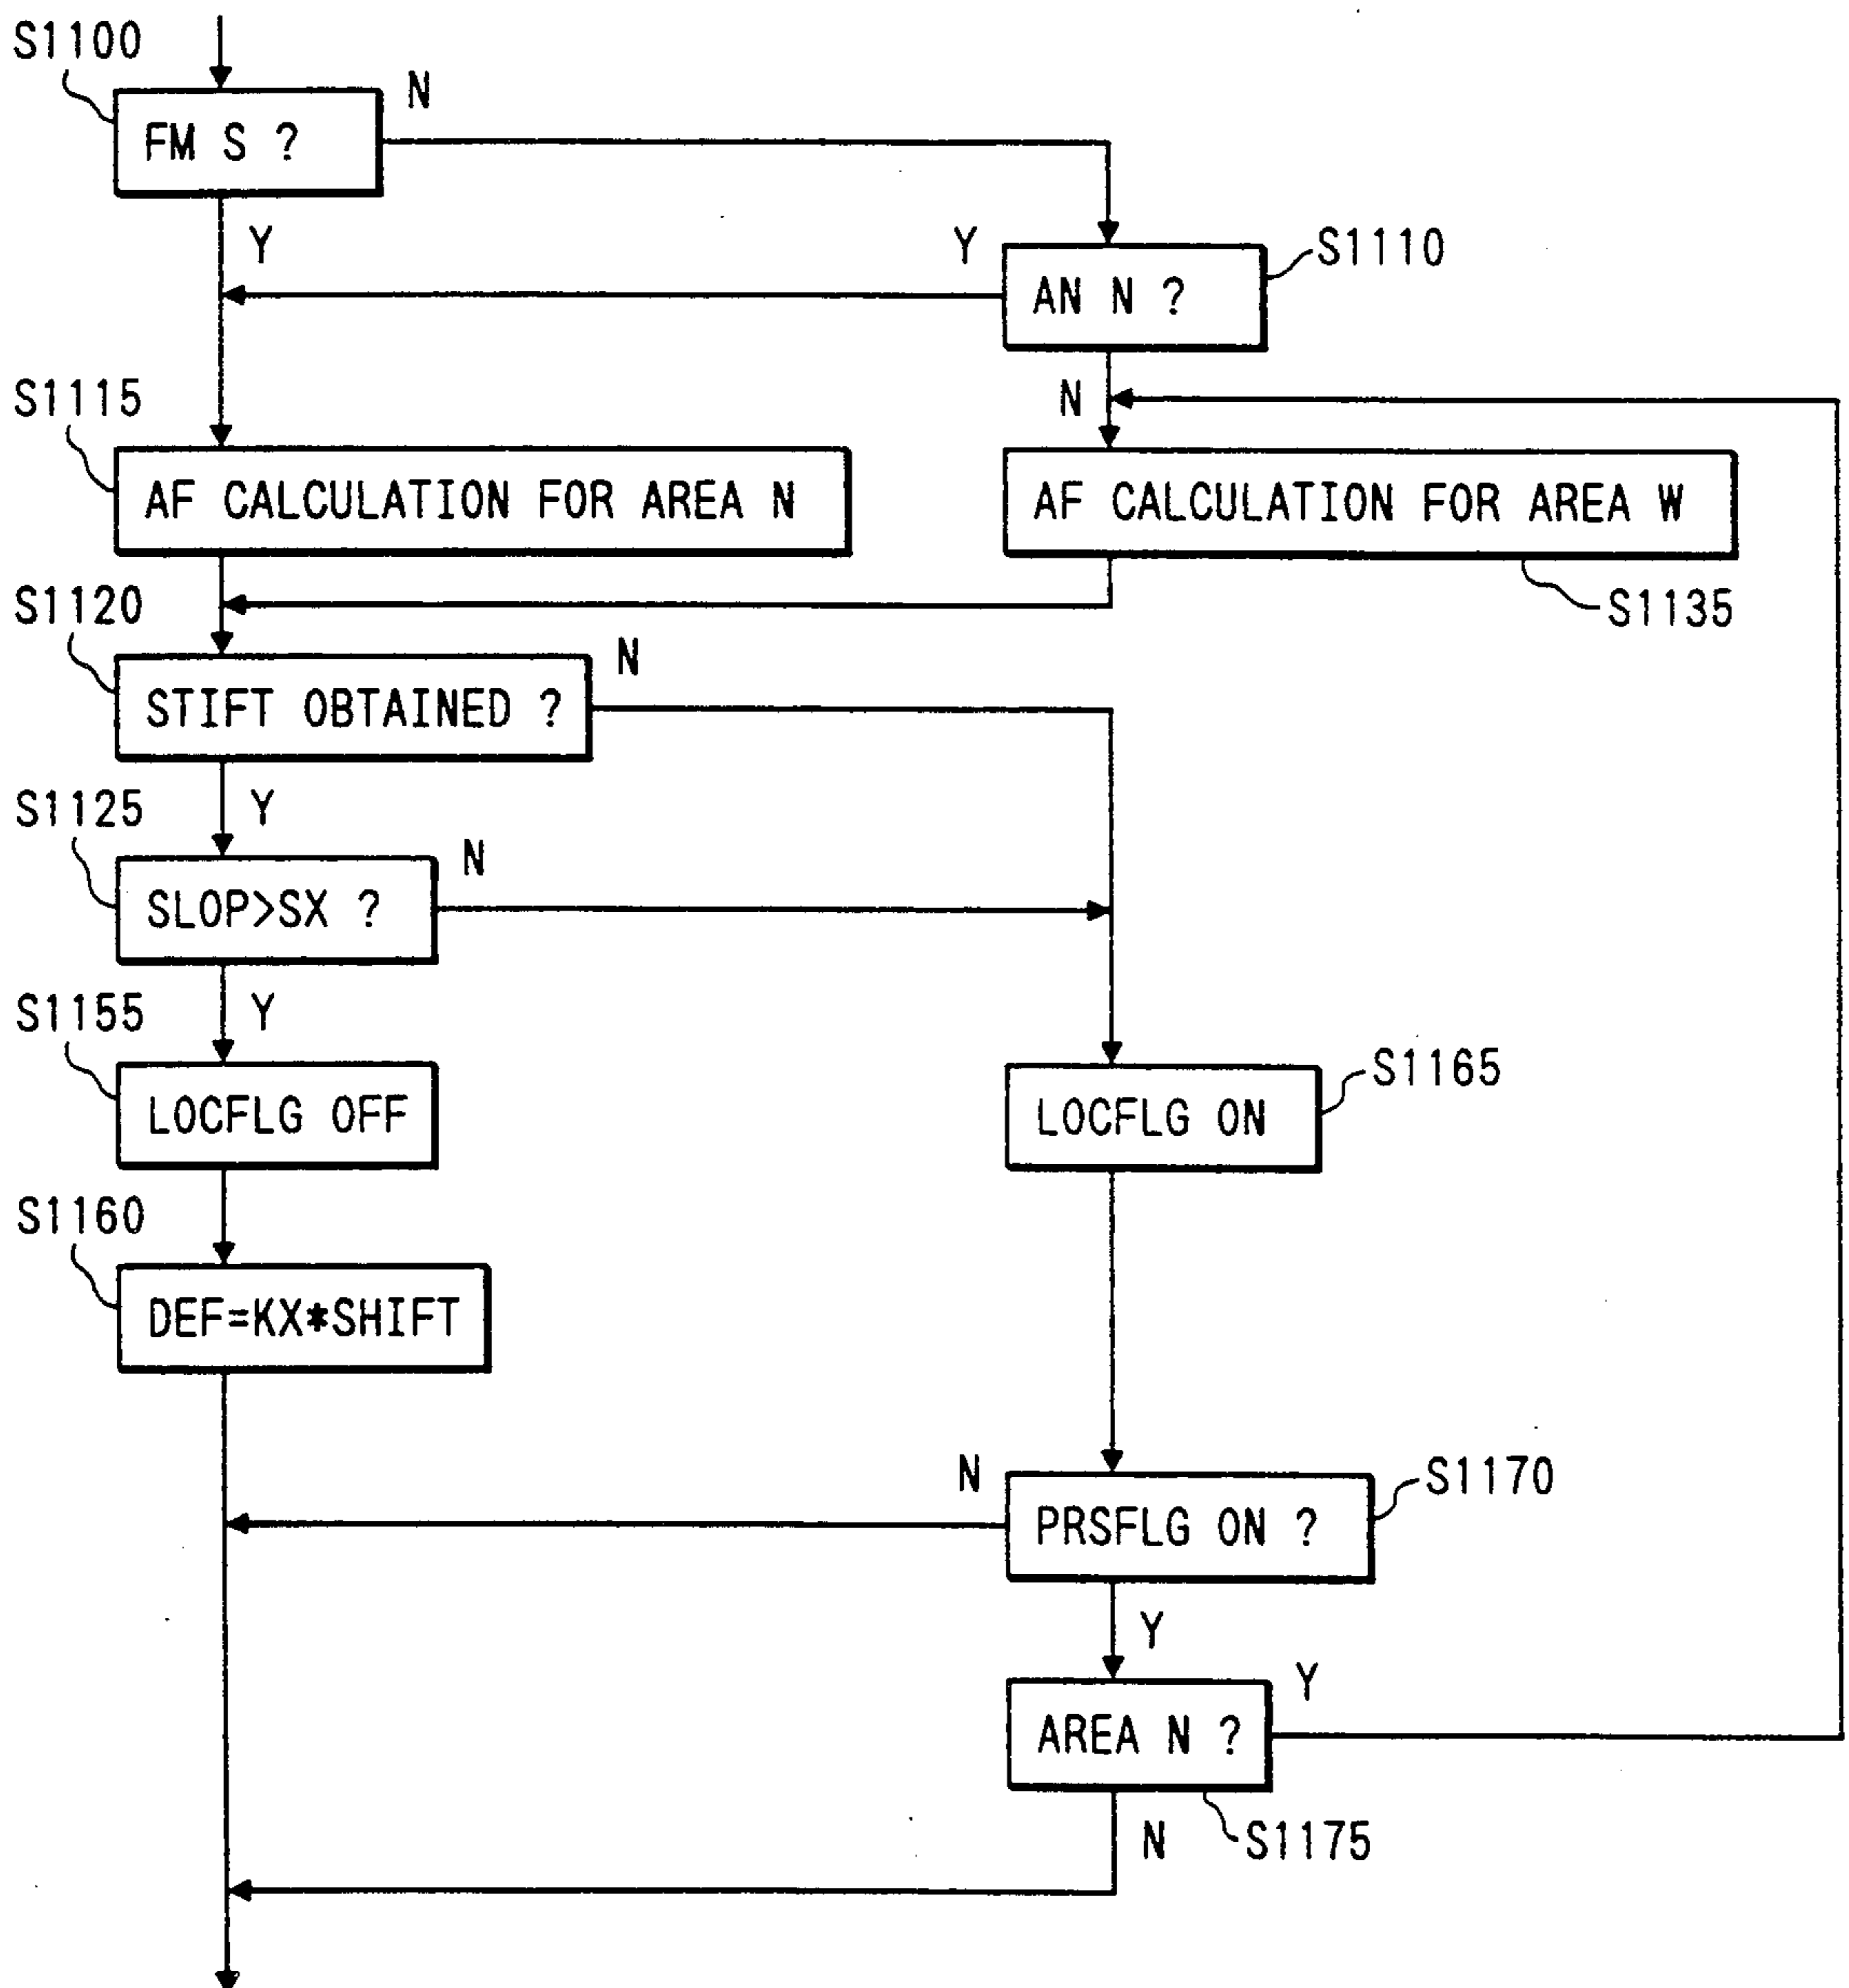 S1100
FM S ?
N
Y
Y
AN N ?
S1110
N
S1115
AF CALCULATION FOR AREA N
AF CALCULATION FOR AREA W
S1135
S1120
STIFT OBTAINED ?
N
Y
S1125
SLOP>SX ?
N
Y
S1155
LOCFLG OFF
LOCFLG ON
S1165
S1160
DEF=KX*SHIFT
N
PRSFLG ON ?
S1170
Y
AREA N ?
Y
N
S1175